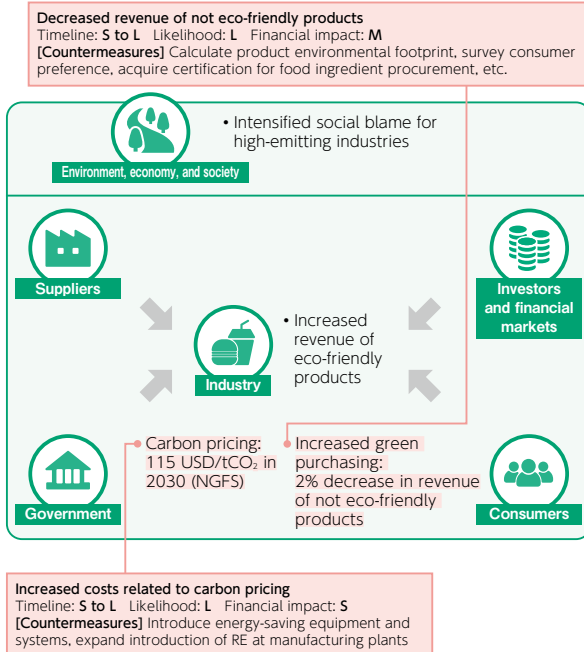 Decreased revenue of not eco-friendly products
Timeline: S to L Likelihood: L Financial impact: M
[Countermeasures] Calculate product environmental footprint, survey consumer
preference, acquire certification for food ingredient procurement, etc.
• Intensified social blame for
high-emitting industries
Environment, economy, and society
Suppliers
Investors
and financial
markets
• Increased
revenue of
eco-friendly
products
Industry
Carbon pricing:
115 USD/tCO₂ in
2030 (NGFS)
Increased green
purchasing:
2% decrease in revenue
of not eco-friendly
products
Government
Consumers
Increased costs related to carbon pricing
Timeline: S to L Likelihood: L Financial impact: S
[Countermeasures] Introduce energy-saving equipment and
systems, expand introduction of RE at manufacturing plants